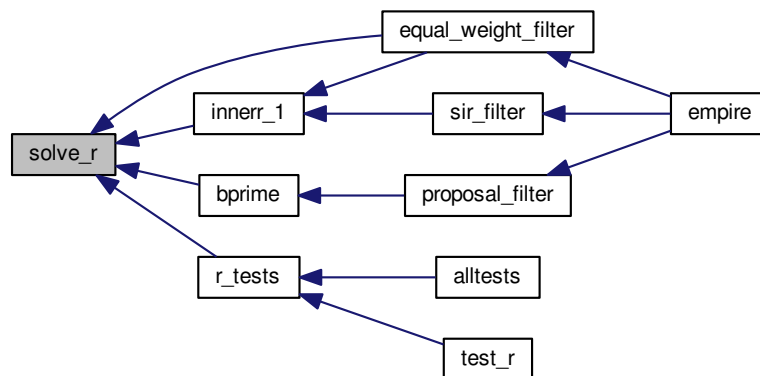 equal_weight_filter
innerr_1
sir_filter
empire
solve_r
bprime
proposal_filter
r_tests
alltests
test_r